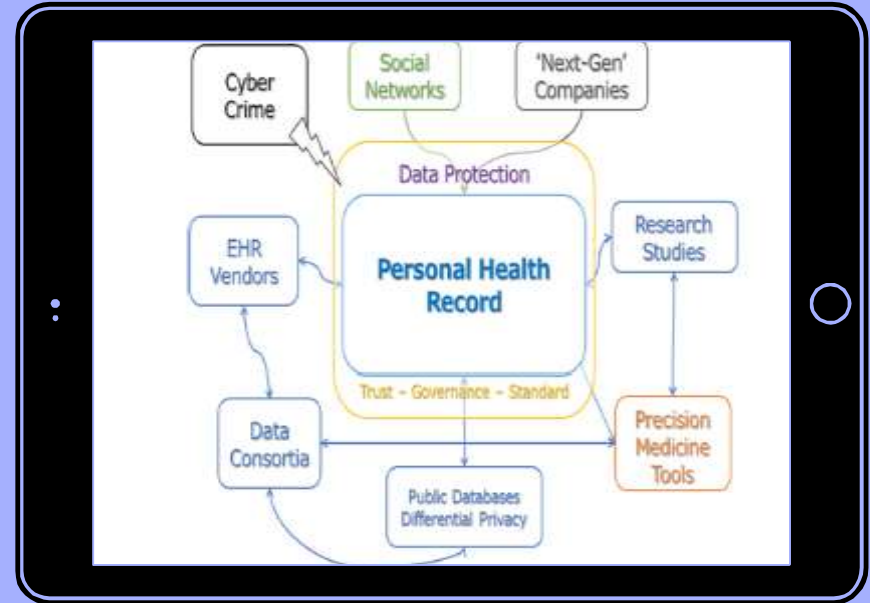 Cyber
Crime
Social
Networks
'Next-Gen'
Companies
Data Protection
EHR
Vendors
Personal Health
Record
Research
Studies
Trust – Governance – Standard
Data
Consortia
Precision
Medicine
Tools
Public Databases
Differential Privacy